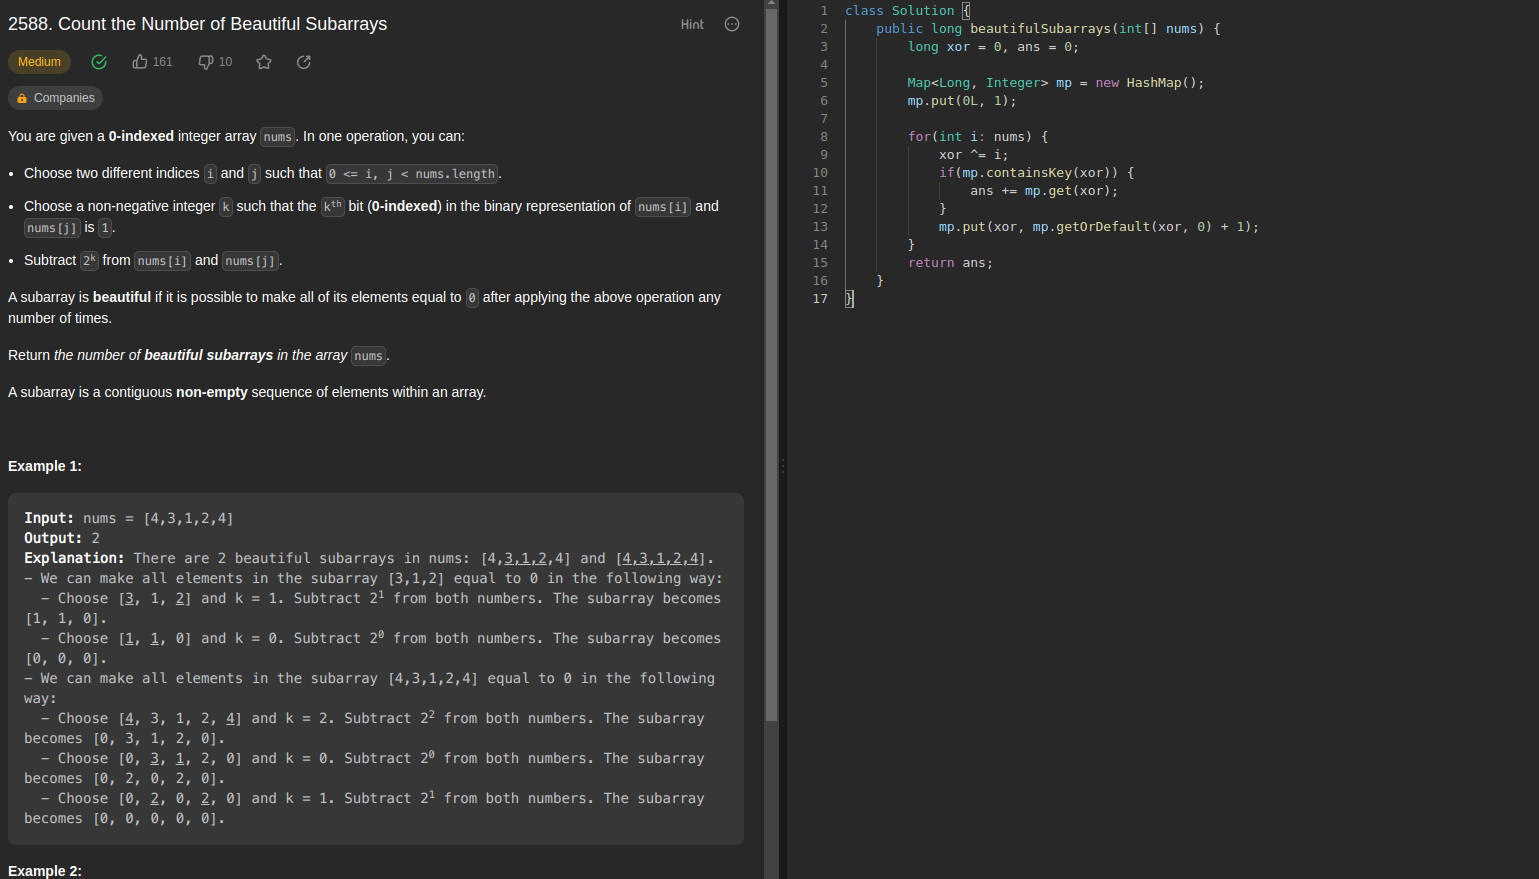 2588. Count the Number of Beautiful Subarrays
Hint
Medium
161
10
Companies
You are given a 0-indexed integer array nums. In one operation, you can:
• Choose two different indices i and j such that 0 <= i, j < nums.length.
• Choose a non-negative integer k such that the kth bit (0-indexed) in the binary representation of nums[i] and
nums[j] is 1.
• Subtract 2k from nums[i] and nums[j].
A subarray is beautiful if it is possible to make all of its elements equal to 0 after applying the above operation any
number of times.
Return the number of beautiful subarrays in the array nums.
A subarray is a contiguous non-empty sequence of elements within an array.
Example 1:
Input: nums = [4,3,1,2,4]
Output: 2
Explanation: There are 2 beautiful subarrays in nums: [4,3,1,2,4] and [4,3,1,2,4].
- We can make all elements in the subarray [3,1,2] equal to 0 in the following way:
- Choose [3, 1, 2] and k = 1. Subtract 2¹ from both numbers. The subarray becomes
[1, 1, 0].
- Choose [1, 1, 0] and k = 0. Subtract 2⁰ from both numbers. The subarray becomes
[0, 0, 0].
- We can make all elements in the subarray [4,3,1,2,4] equal to 0 in the following
way:
- Choose [4, 3, 1, 2, 4] and k = 2. Subtract 2² from both numbers. The subarray
becomes [0, 3, 1, 2, 0].
- Choose [0, 3, 1, 2, 0] and k = 0. Subtract 2⁰ from both numbers. The subarray
becomes [0, 2, 0, 2, 0].
- Choose [0, 2, 0, 2, 0] and k = 1. Subtract 2¹ from both numbers. The subarray
becomes [0, 0, 0, 0, 0].
Example 2:
1 class Solution {
2 public long beautifulSubarrays(int[] nums) {
3 long xor = 0, ans = 0;
4
5 Map<Long, Integer> mp = new HashMap();
6 mp.put(0L, 1);
7
8 for(int i: nums) {
9 xor ^= i;
10 if(mp.containsKey(xor)) {
11 ans += mp.get(xor);
12 }
13 mp.put(xor, mp.getOrDefault(xor, 0) + 1);
14 }
15 return ans;
16 }
17 }